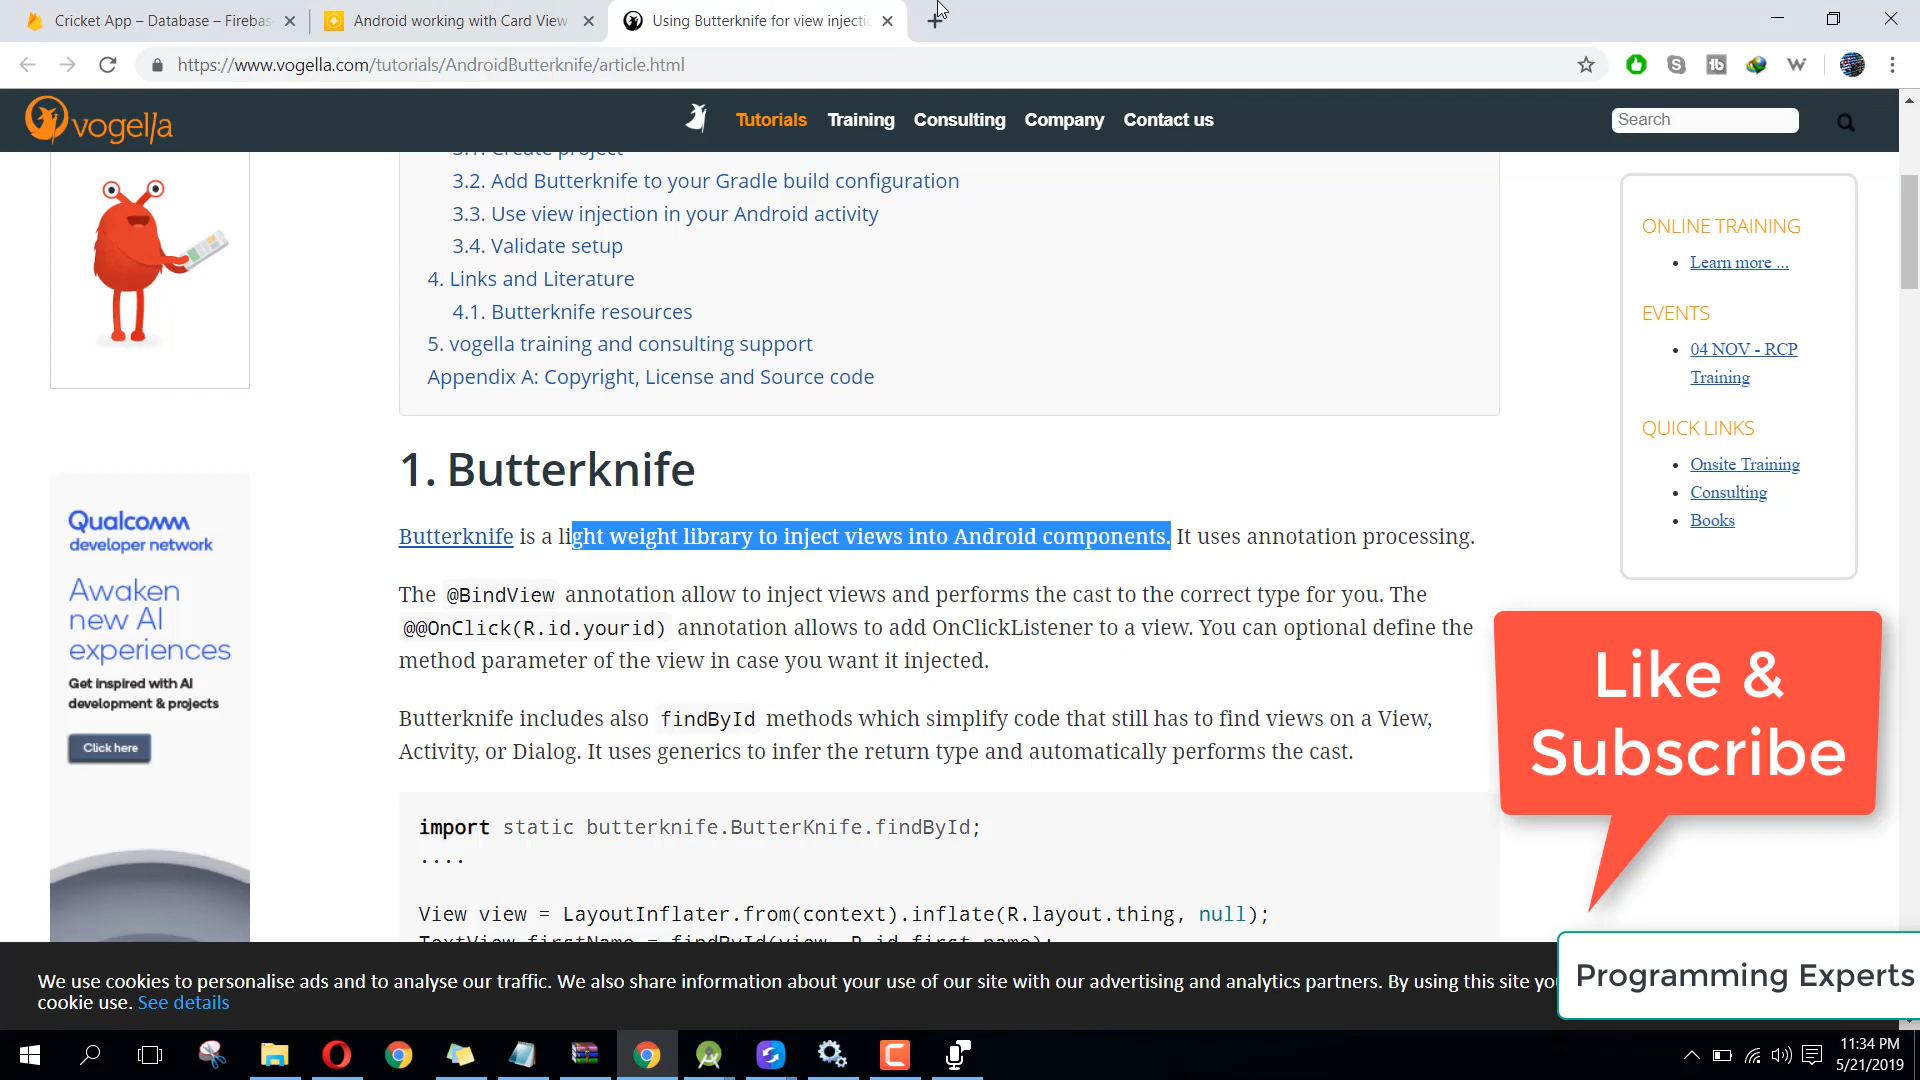 Cricket App – Database – Firebas
Android working with Card View
Using Butterknife for view injecti
https://www.vogella.com/tutorials/AndroidButterknife/article.html
vogella
Tutorials
Training
Consulting
Company
Contact us
Search
3.1. Create project
3.2. Add Butterknife to your Gradle build configuration
3.3. Use view injection in your Android activity
3.4. Validate setup
4. Links and Literature
4.1. Butterknife resources
5. vogella training and consulting support
Appendix A: Copyright, License and Source code
ONLINE TRAINING
Learn more ...
EVENTS
04 NOV - RCP
Training
QUICK LINKS
Onsite Training
Consulting
Books
Qualcomm
developer network
Awaken
new AI
experiences
Get inspired with AI
development & projects
Click here
1. Butterknife
Butterknife is a light weight library to inject views into Android components. It uses annotation processing.
The @BindView annotation allow to inject views and performs the cast to the correct type for you. The
@@OnClick(R.id.yourid) annotation allows to add OnClickListener to a view. You can optional define the
method parameter of the view in case you want it injected.
Butterknife includes also findById methods which simplify code that still has to find views on a View,
Activity, or Dialog. It uses generics to infer the return type and automatically performs the cast.
import static butterknife.ButterKnife.findById;
....
View view = LayoutInflater.from(context).inflate(R.layout.thing, null);
TextView firstName = findById(view, R.id.first_name);
Like &
Subscribe
Programming Experts
We use cookies to personalise ads and to analyse our traffic. We also share information about your use of our site with our advertising and analytics partners. By using this site yo
cookie use. See details
11:34 PM
5/21/2019